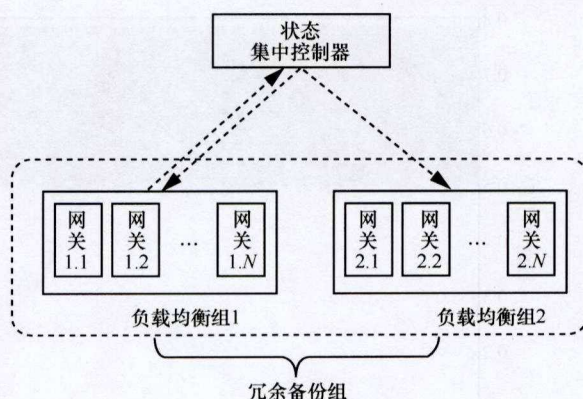 状态
集中控制器
网关1.1
网关1.2
...
网关1.N
网关2.1
网关2.2
...
网关2.N
负载均衡组1
负载均衡组2
冗余备份组